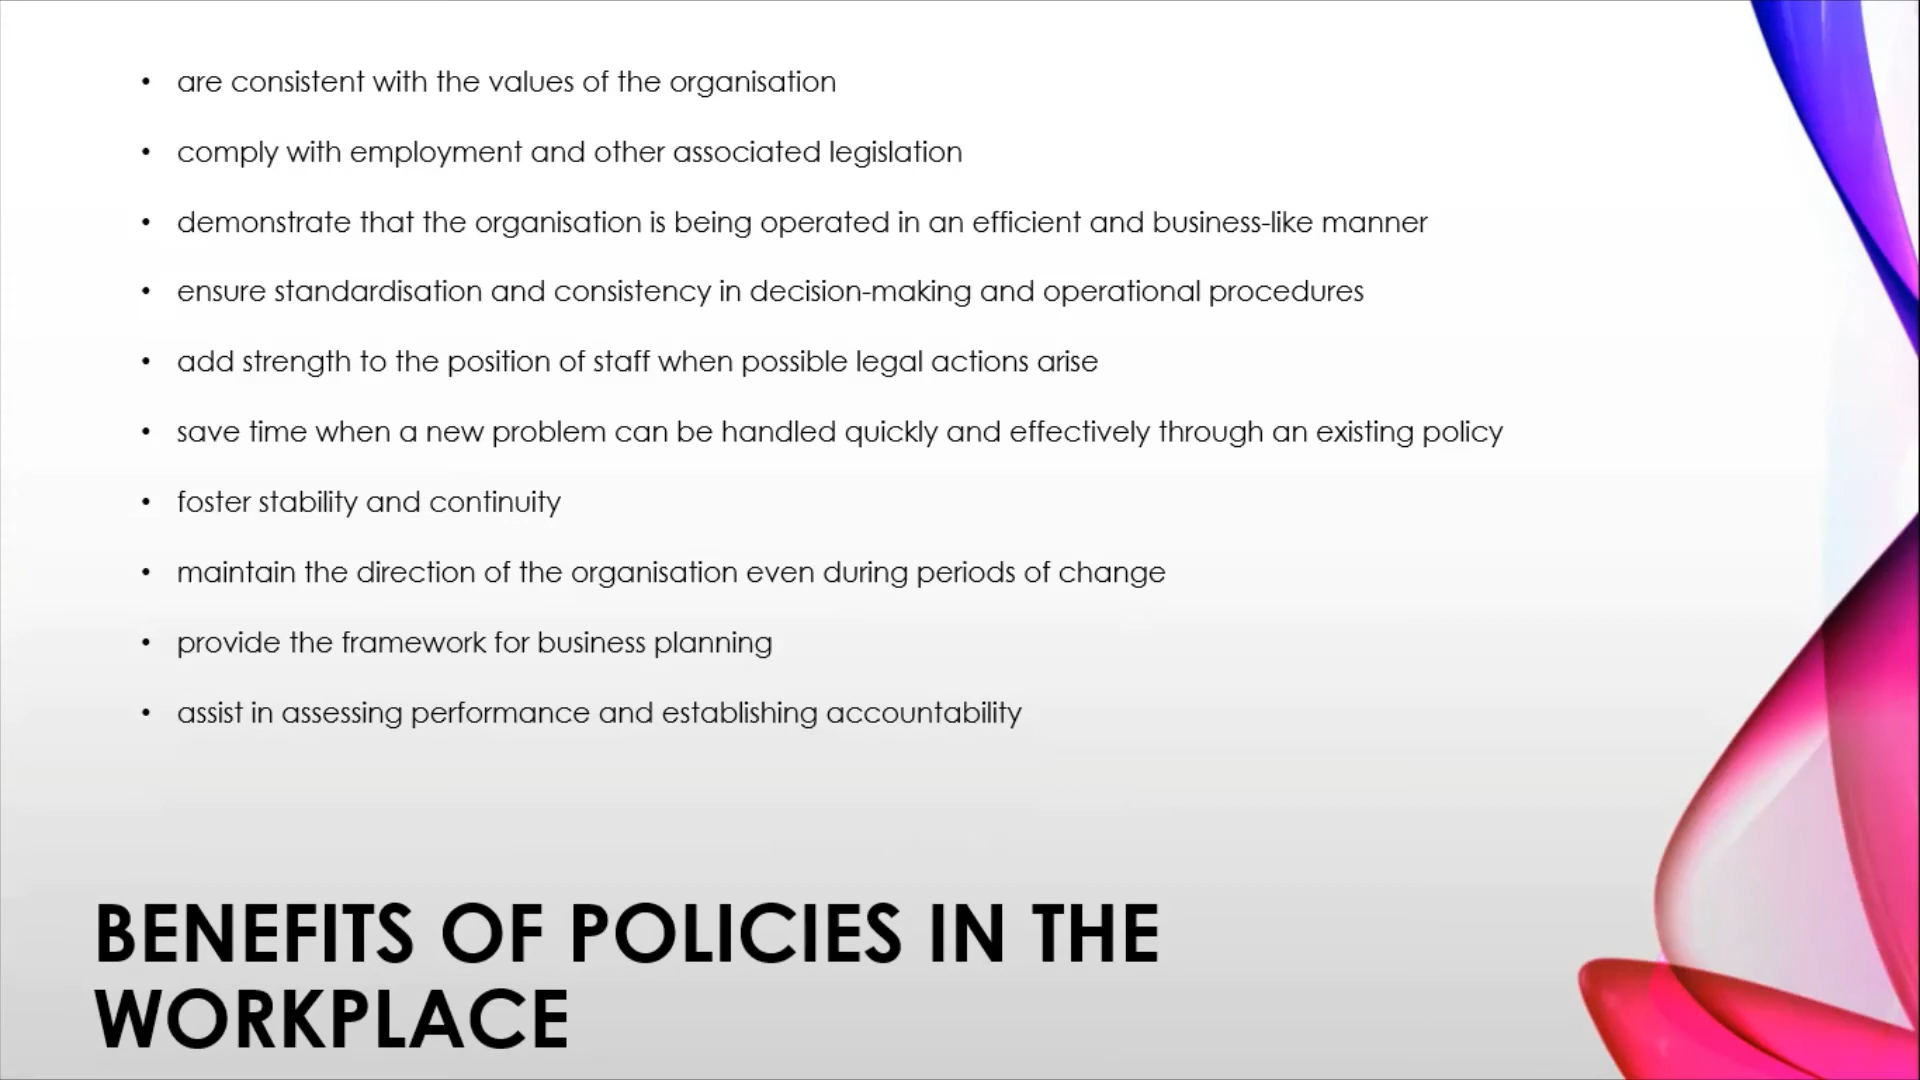 • are consistent with the values of the organisation
• comply with employment and other associated legislation
• demonstrate that the organisation is being operated in an efficient and business-like manner
• ensure standardisation and consistency in decision-making and operational procedures
• add strength to the position of staff when possible legal actions arise
• save time when a new problem can be handled quickly and effectively through an existing policy
• foster stability and continuity
• maintain the direction of the organisation even during periods of change
• provide the framework for business planning
• assist in assessing performance and establishing accountability
BENEFITS OF POLICIES IN THE
WORKPLACE